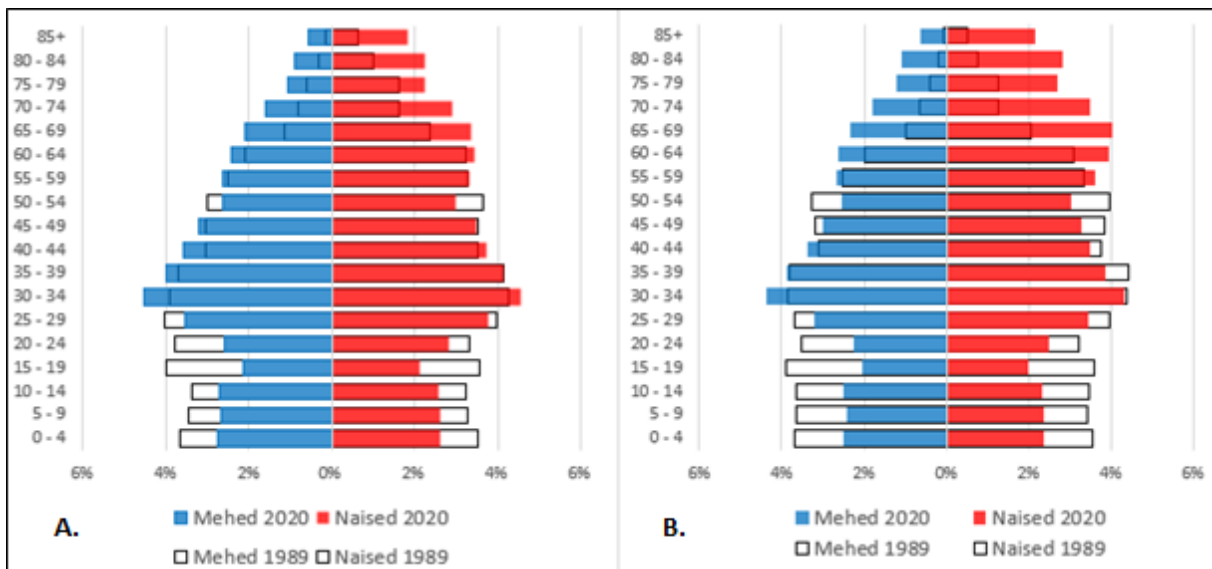 85+
80 - 84
75 - 79
70 - 74
65 - 69
60 - 64
55 - 59
50 - 54
45 - 49
40 - 44
35 - 39
30 - 34
25 - 29
20 - 24
15 - 19
10 - 14
5 - 9
0 - 4
6% 4% 2% 0% 2% 4% 6%
A.
Mehed 2020 Naised 2020
Mehed 1989 Naised 1989
85+
80 - 84
75 - 79
70 - 74
65 - 69
60 - 64
55 - 59
50 - 54
45 - 49
40 - 44
35 - 39
30 - 34
25 - 29
20 - 24
15 - 19
10 - 14
5 - 9
0 - 4
6% 4% 2% 0% 2% 4% 6%
B.
Mehed 2020 Naised 2020
Mehed 1989 Naised 1989